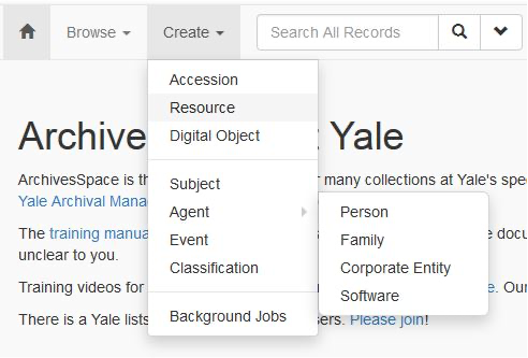 Browse Create Search All Records
Accession
Resource
Digital Object
Archives t Yale
ArchivesSpace is th r many collections at Yale's spe
Subject
Yale Archival Mana
Agent Person
The training manua e docu
Event Family
unclear to you.
Classification Corporate Entity
Training videos for e. Our
Software
Background Jobs
There is a Yale lists sers. Please join!